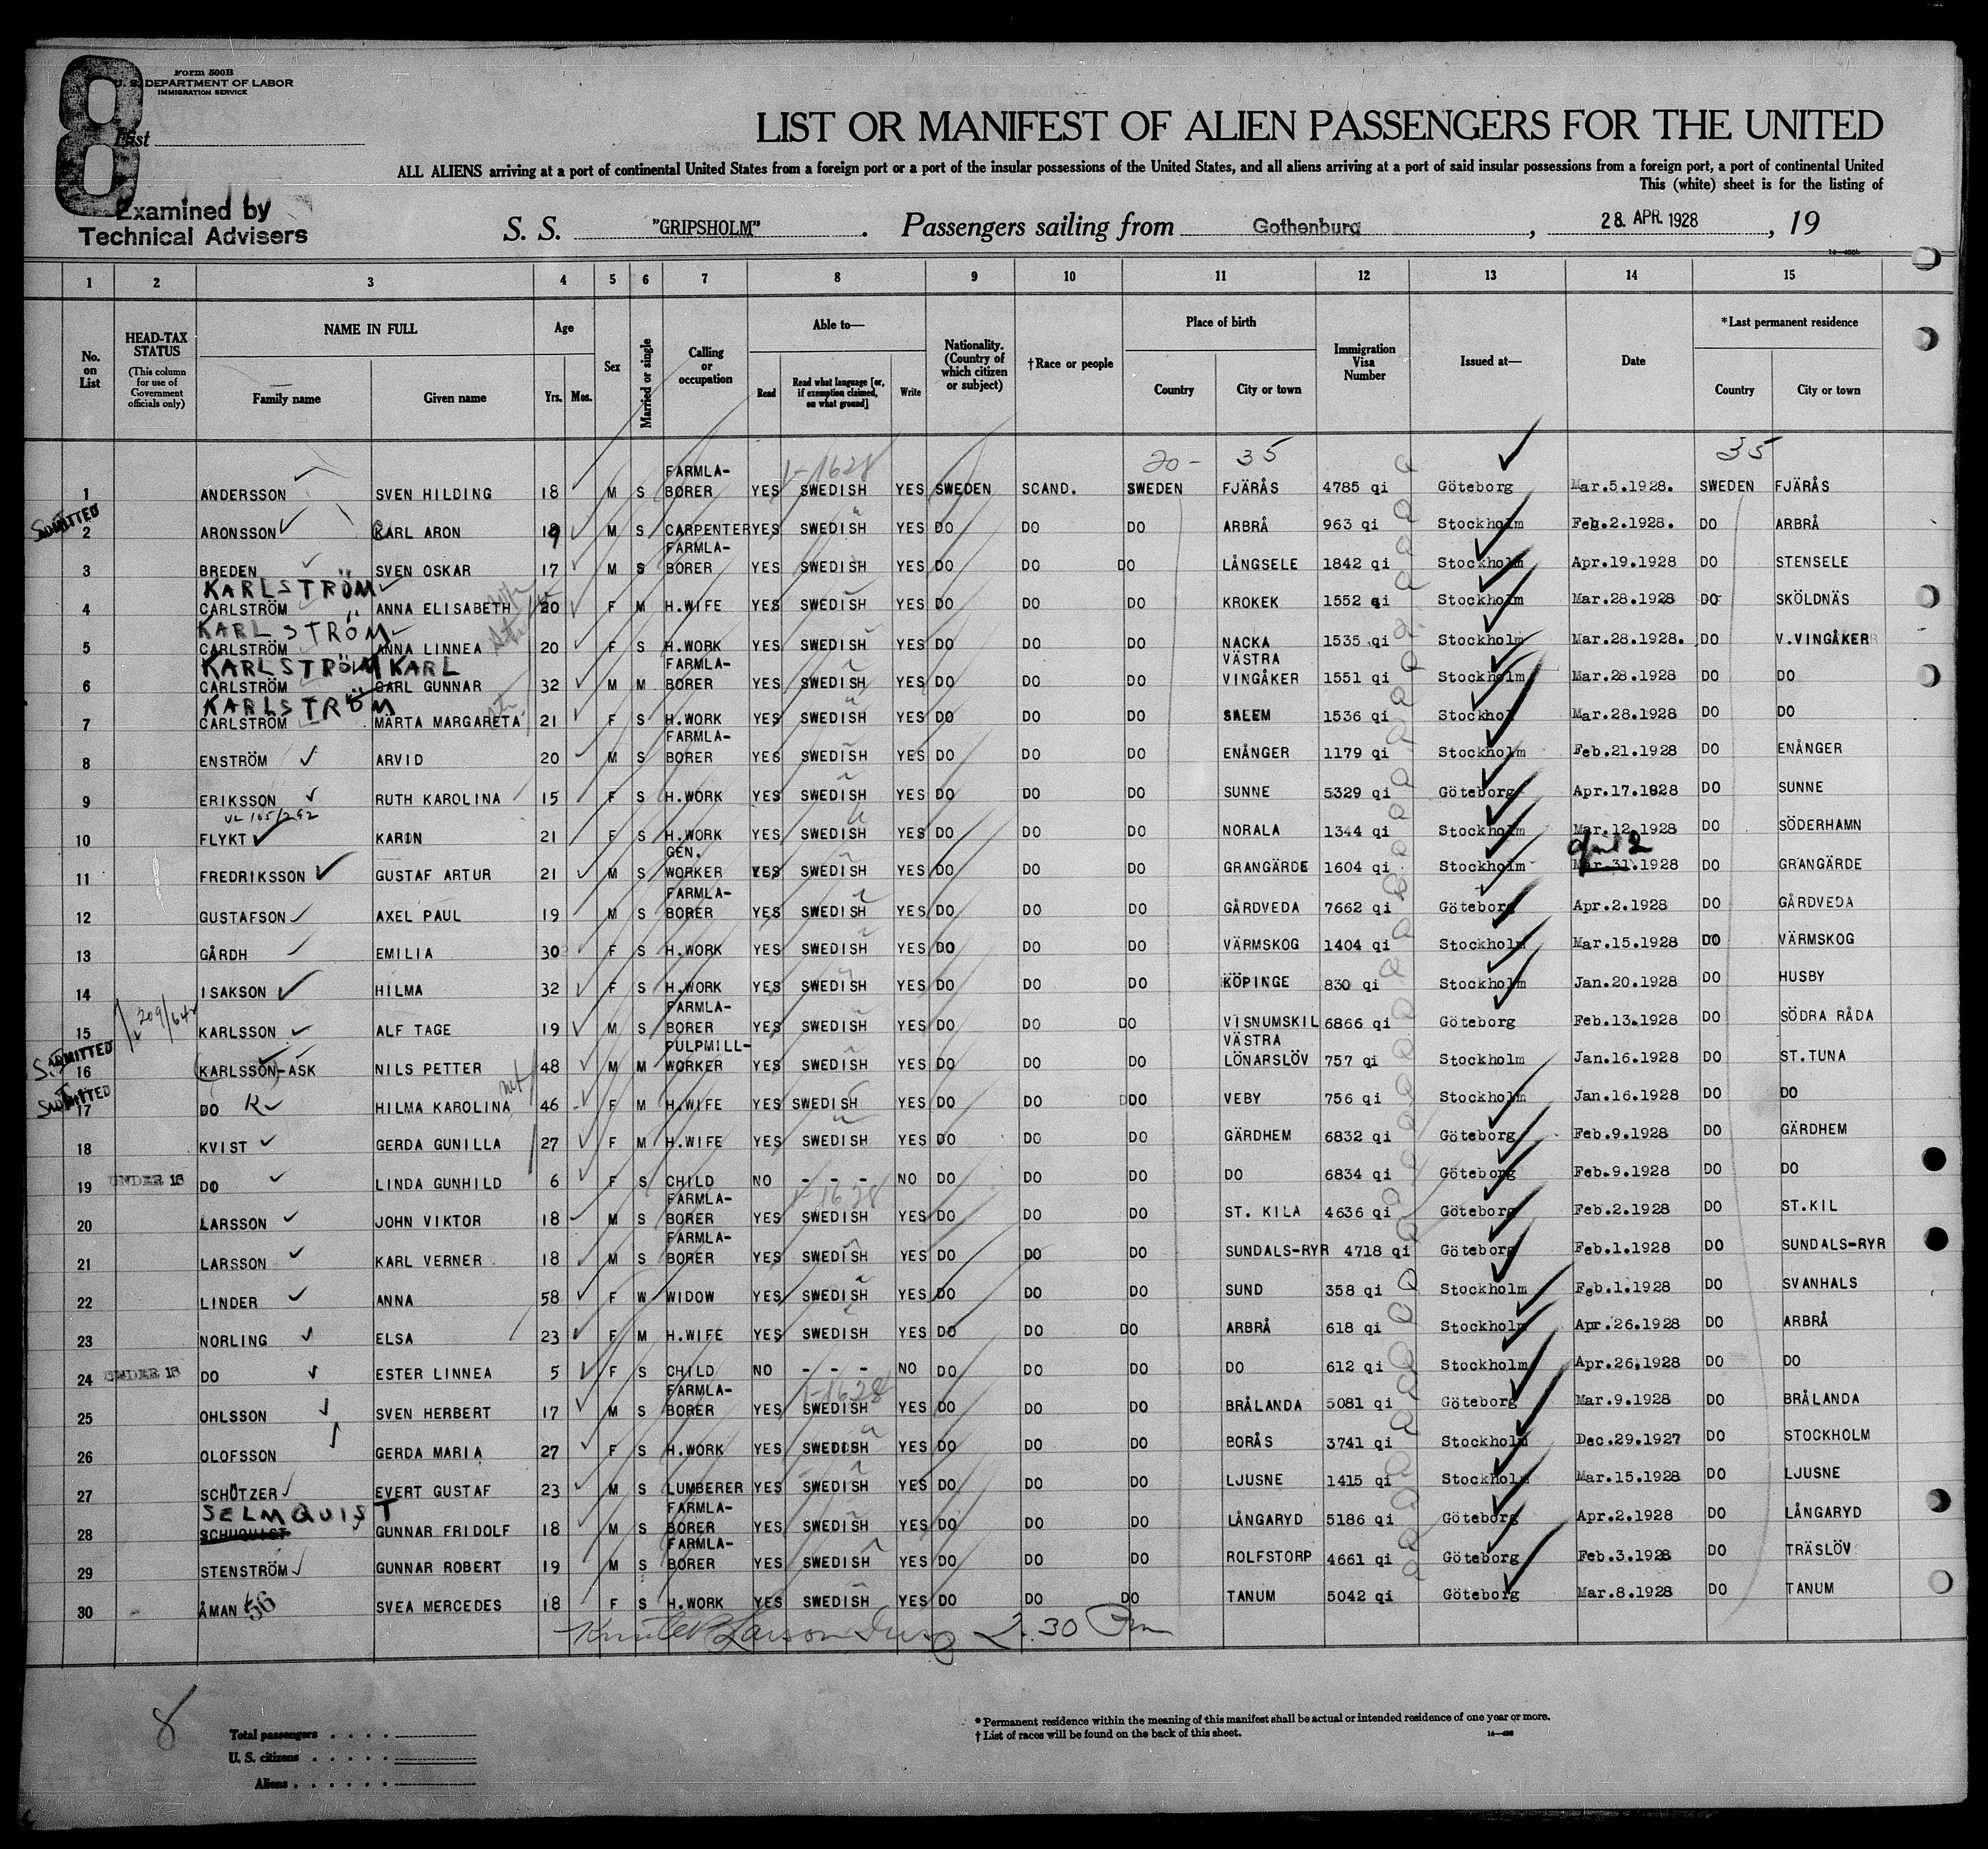 8
Form 500B
U. S. DEPARTMENT OF LABOR
IMMIGRATION SERVICE
List
LIST OR MANIFEST OF ALIEN PASSENGERS FOR THE UNITED
ALL ALIENS arriving at a port of continental United States from a foreign port or a port of the insular possessions of the United States, and all aliens arriving at a port of said insular possessions from a foreign port, a port of continental United
This (white) sheet is for the listing of
Examined by
Technical Advisers
S. S. "GRIPSHOLM". Passengers sailing from Gothenburg, 28. APR. 1928, 19
1 2 3 4 5 6 7 8 9 10 11 12 13 14 15
No. on List
HEAD-TAX STATUS (This column for use of Government officials only)
NAME IN FULL
Family name Given name
Age
Yrs. Mos.
Sex
Married or single
Calling or occupation
Able to—
Read Read what language [or, if exemption claimed, on what ground] Write
Nationality. (Country of which citizen or subject)
†Race or people
Place of birth
Country City or town
Immigration Visa Number
Issued at—
Date
*Last permanent residence
Country City or town
1-1628 20- 35 35
1 ANDERSSON SVEN HILDING 18 M S FARMLA-BORER YES SWEDISH YES SWEDEN SCAND. SWEDEN FJÄRÅS 4785 qi Göteborg Mar.5.1928. SWEDEN FJÄRÅS
ADMITTED
2 ARONSSON KARL ARON 19 M S CARPENTER YES SWEDISH YES DO DO DO ARBRÅ 963 qi Stockholm Feb.2.1928. DO ARBRÅ
3 BREDEN SVEN OSKAR 17 M S FARMLA-BORER YES SWEDISH YES DO DO DO LÅNGSELE 1842 qi Stockholm Apr.19.1928 DO STENSELE
KARLSTRÖM
4 CARLSTRÖM ANNA ELISABETH 20 F M H.WIFE YES SWEDISH YES DO DO DO KROKEK 1552 qi Stockholm Mar.28.1928 DO SKÖLDNÄS
KARLSTRÖM
5 CARLSTRÖM ANNA LINNEA 20 F S H.WORK YES SWEDISH YES DO DO DO NACKA 1535 qi Stockholm Mar.28.1928. DO V.VINGÅKER
KARLSTRÖM KARL
6 CARLSTRÖM CARL GUNNAR 32 M M FARMLA-BORER YES SWEDISH YES DO DO DO VÄSTRA VINGÅKER 1551 qi Stockholm Mar.28.1928 DO DO
KARLSTRÖM
7 CARLSTRÖM MÄRTA MARGARETA 21 F S H.WORK YES SWEDISH YES DO DO DO SALEM 1536 qi Stockhol Mar.28.1928 DO DO
8 ENSTRÖM ARVID 20 M S FARMLA-BORER YES SWEDISH YES DO DO DO ENÅNGER 1179 qi Stockholm Feb.21.1928 DO ENÅNGER
9 ERIKSSON RUTH KAROLINA 15 F S H.WORK YES SWEDISH YES DO DO DO SUNNE 5329 qi Göteborg Apr.17.1928 DO SUNNE
10 FLYKT KARIN 21 F S H.WORK YES SWEDISH YES DO DO DO NORALA 1344 qi Stockholm Mar.12.1928 DO SÖDERHAMN
April 2
11 FREDRIKSSON GUSTAF ARTUR 21 M S GEN. WORKER YES SWEDISH YES DO DO DO GRANGÄRDE 1604 qi Stockholm Mar.31.1928 DO GRANGÄRDE
12 GUSTAFSON AXEL PAUL 19 M S FARMLA-BORER YES SWEDISH YES DO DO DO GÅRDVEDA 7662 qi Göteborg Apr.2.1928 DO GÅRDVEDA
13 GÅRDH EMILIA 30 F S H.WORK YES SWEDISH YES DO DO DO VÄRMSKOG 1404 qi Stockholm Mar.15.1928 DO VÄRMSKOG
14 ISAKSON HILMA 32 F S H.WORK YES SWEDISH YES DO DO DO KÖPINGE 830 qi Stockholm Jan.20.1928 DO HUSBY
15 KARLSSON ALF TAGE 19 M S FARMLA-BORER YES SWEDISH YES DO DO DO VISNUMSKIL 6866 qi Göteborg Feb.13.1928 DO SÖDRA RÅDA
ADMITTED
16 KARLSSON-ASK NILS PETTER 48 M M PULPMILL-WORKER YES SWEDISH YES DO DO DO VÄSTRA LÖNARSLÖV 757 qi Stockholm Jan.16.1928 DO ST.TUNA
ADMITTED
17 DO HILMA KAROLINA 46 F M H.WIFE YES SWEDISH YES DO DO DO VEBY 756 qi Stockholm Jan.16.1928 DO DO
18 KVIST GERDA GUNILLA 27 F M H.WIFE YES SWEDISH YES DO DO DO GÄRDHEM 6832 qi Göteborg Feb.9.1928 DO GÄRDHEM
19 UNDER 16 DO LINDA GUNHILD 6 F S CHILD NO - - - NO DO DO DO DO 6834 qi Göteborg Feb.9.1928 DO DO
1-1628
20 LARSSON JOHN VIKTOR 18 M S FARMLA-BORER YES SWEDISH YES DO DO DO ST. KILA 4636 qi Göteborg Feb.2.1928 DO ST.KIL
21 LARSSON KARL VERNER 18 M S FARMLA-BORER YES SWEDISH YES DO DO DO SUNDALS-RYR 4718 qi Göteborg Feb.1.1928 DO SUNDALS-RYR
22 LINDER ANNA 58 F W WIDOW YES SWEDISH YES DO DO DO SUND 358 qi Stockholm Feb.1.1928 DO SVANHALS
23 NORLING ELSA 23 F M H.WIFE YES SWEDISH YES DO DO DO ARBRÅ 618 qi Stockholm Apr.26.1928 DO ARBRÅ
24 UNDER 16 DO ESTER LINNEA 5 F S CHILD NO - - - NO DO DO DO DO 612 qi Stockholm Apr.26.1928 DO DO
1-1628
25 OHLSSON SVEN HERBERT 17 M S FARMLA-BORER YES SWEDISH YES DO DO DO BRÅLANDA 5081 qi Göteborg Mar.9.1928 DO BRÅLANDA
26 OLOFSSON GERDA MARIA 27 F S H.WORK YES SWEDISH YES DO DO DO BORÅS 3741 qi Stockholm Dec.29.1927 DO STOCKHOLM
27 SCHÜTZER EVERT GUSTAF 23 M S LUMBERER YES SWEDISH YES DO DO DO LJUSNE 1415 qi Stockholm Mar.15.1928 DO LJUSNE
SELMQUIST
28 SCHUQUIST GUNNAR FRIDOLF 18 M S FARMLA-BORER YES SWEDISH YES DO DO DO LÅNGARYD 5186 qi Göteborg Apr.2.1928 DO LÅNGARYD
29 STENSTRÖM GUNNAR ROBERT 19 M S FARMLA-BORER YES SWEDISH YES DO DO DO ROLFSTORP 4661 qi Göteborg Feb.3.1928 DO TRÄSLÖV
30 ÅMAN 56 SVEA MERCEDES 18 F S H.WORK YES SWEDISH YES DO DO DO TANUM 5042 qi Göteborg Mar.8.1928 DO TANUM
Larson 2.30 Pm
8
Total passengers
U. S. citizens
Aliens
* Permanent residence within the meaning of this manifest shall be actual or intended residence of one year or more.
† List of races will be found on the back of this sheet.